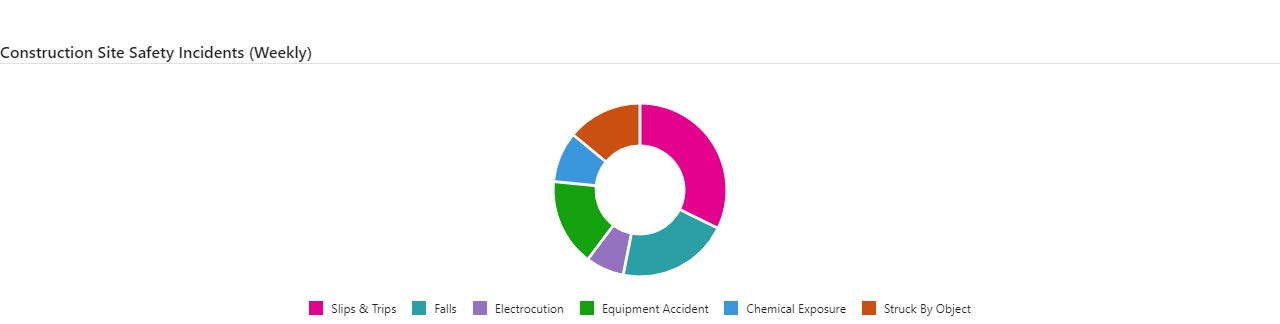 Construction Site Safety Incidents (Weekly)
Slips & Trips Falls Electrocution Equipment Accident Chemical Exposure Struck By Object